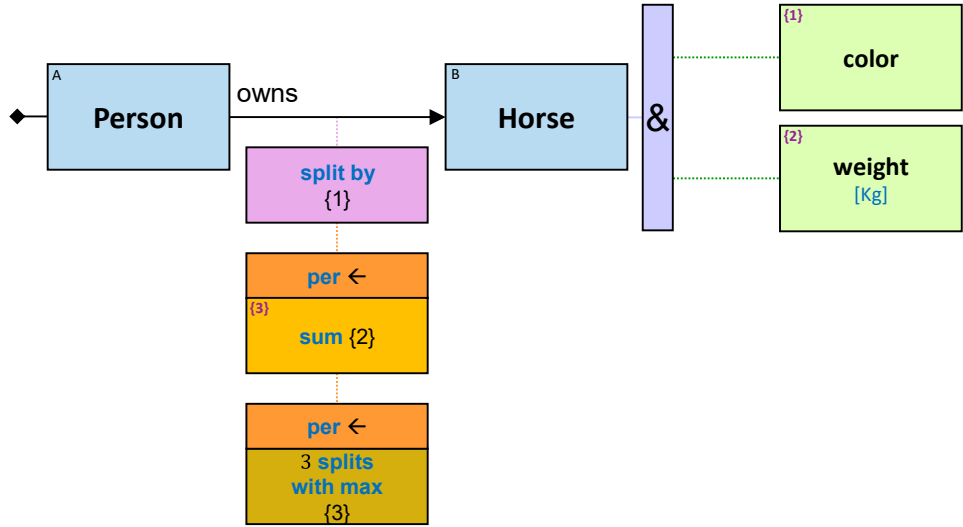 A
Person
owns
B
Horse
&
{1}
color
{2}
weight
[Kg]
split by
{1}
per ←
{3}
sum {2}
per ←
3 splits
with max
{3}